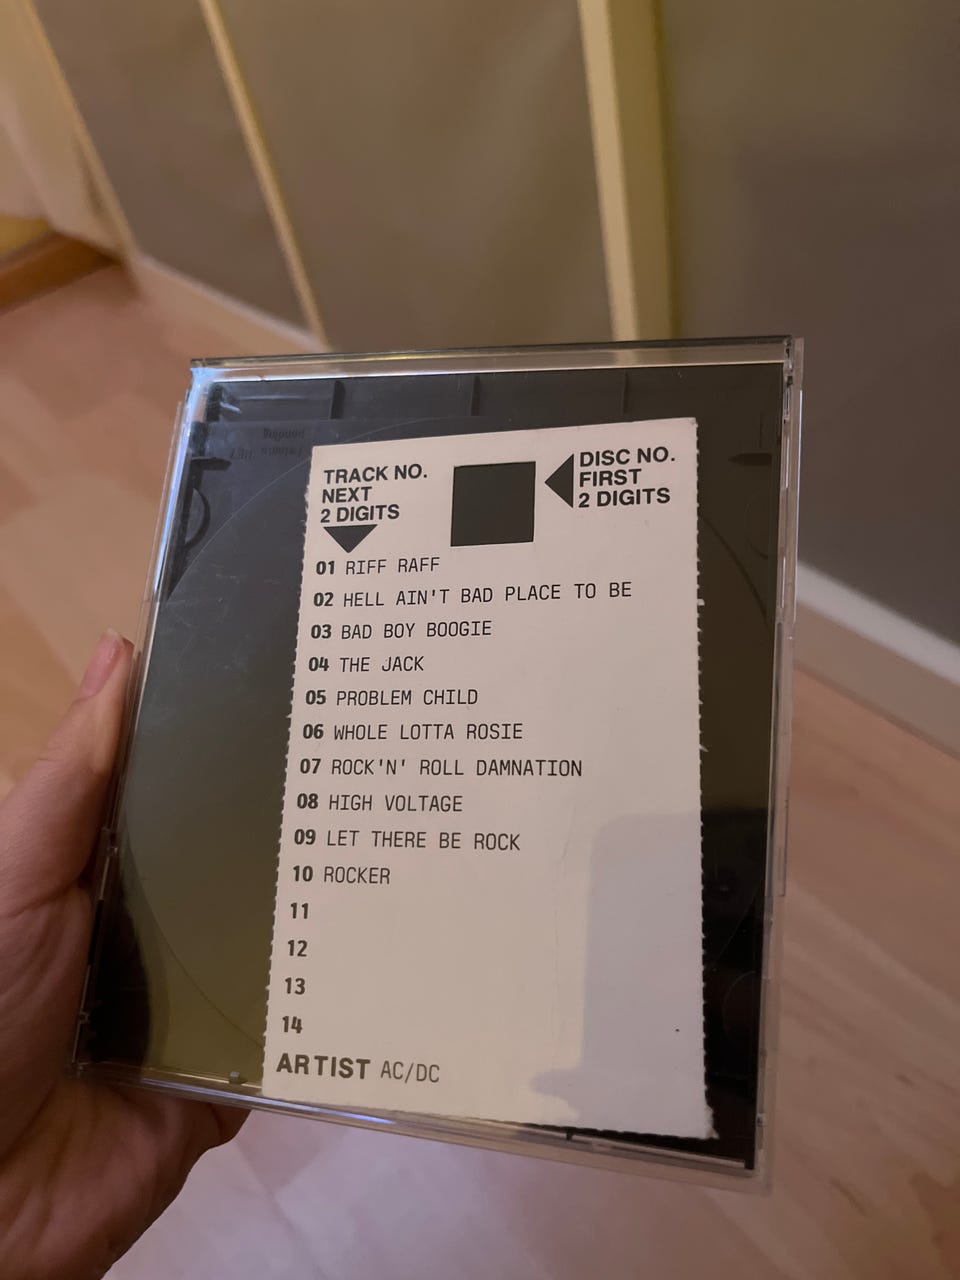 TRACK NO.
NEXT
2 DIGITS
DISC NO.
FIRST
2 DIGITS
01 RIFF RAFF
02 HELL AIN'T BAD PLACE TO BE
03 BAD BOY BOOGIE
04 THE JACK
05 PROBLEM CHILD
06 WHOLE LOTTA ROSIE
07 ROCK'N' ROLL DAMNATION
08 HIGH VOLTAGE
09 LET THERE BE ROCK
10 ROCKER
11
12
13
14
ARTIST AC/DC